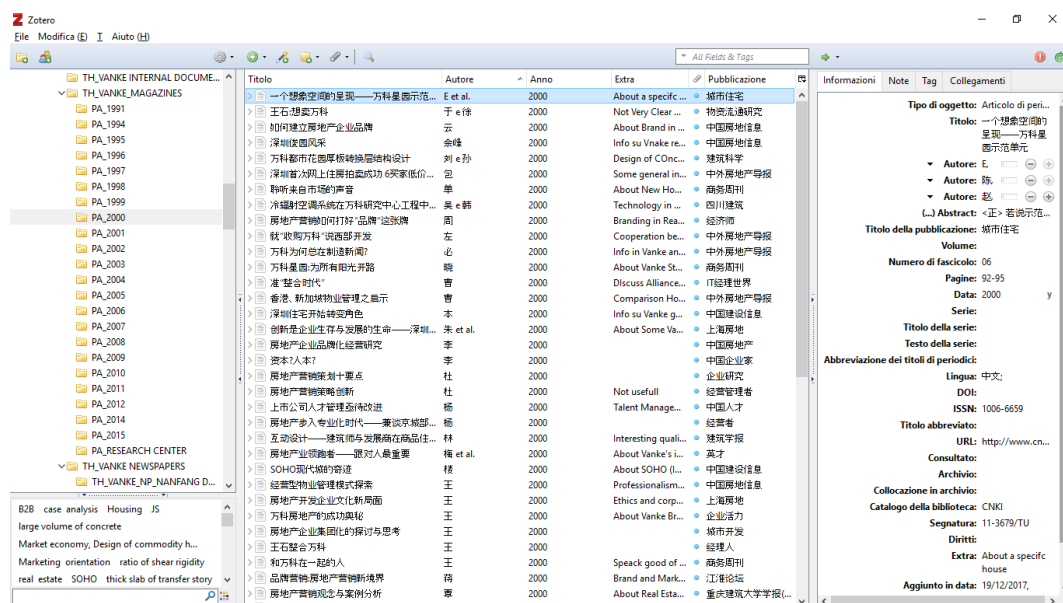 Zotero
File Modifica (E) I Aiuto (H)
All Fields & Tags
TH_VANKE INTERNAL DOCUME...
TH_VANKE_MAGAZINES
PA_1991
PA_1994
PA_1995
PA_1996
PA_1997
PA_1998
PA_1999
PA_2000
PA_2001
PA_2002
PA_2003
PA_2004
PA_2005
PA_2006
PA_2007
PA_2008
PA_2009
PA_2010
PA_2011
PA_2012
PA_2014
PA_2015
PA_RESEARCH CENTER
TH_VANKE NEWSPAPERS
TH_VANKE_NP_NANFANG D...
B2B case analysis Housing JS
large volume of concrete
Market economy, Design of commodity h...
Marketing orientation ratio of shear rigidity
real estate SOHO thick slab of transfer story
Titolo Autore Anno Extra Pubblicazione
一个想象空间的呈现——万科星园示范... E et al. 2000 About a specifc ... 城市住宅
王石:想卖万科 于 e 徐 2000 Not Very Clear ... 物资流通研究
如何建立房地产企业品牌 云 2000 About Brand in ... 中国房地信息
深圳俊园风采 余峰 2000 Info su Vnake re... 中国房地信息
万科都市花园厚板转换层结构设计 刘 e 孙 2000 Design of COnc... 建筑科学
深圳首次网上住房拍卖成功 6买家低价... 包 2000 Some general in... 中外房地产导报
聆听来自市场的声音 单 2000 About New Ho... 商务周刊
冷辐射空调系统在万科研究中心工程中... 吴 e 韩 2000 Technology in ... 四川建筑
房地产营销如何打好“品牌”这张牌 周 2000 Branding in Rea... 经济师
就“收购万科”说西部开发 左 2000 Cooperation be... 中外房地产导报
万科为何总在制造新闻? 必 2000 Info in Vanke an... 中外房地产导报
万科星园:为所有阳光开路 晓 2000 About Vanke St... 商务周刊
准“整合时代” 曹 2000 DIscuss Alliance... IT经理世界
香港、新加坡物业管理之启示 曹 2000 Comparison Ho... 中外房地产导报
深圳住宅开始转变角色 本 2000 Info su Vanke g... 中国建设信息
创新是企业生存与发展的生命——深圳... 朱 et al. 2000 About Some Va... 上海房地
房地产企业品牌化经营研究 李 2000 中国房地产
资本?人本? 李 2000 中国企业家
房地产营销策划十要点 杜 2000 企业研究
房地产营销策略创新 杜 2000 Not usefull 经营管理者
上市公司人才管理亟待改进 杨 2000 Talent Manage... 中国人才
房地产步入专业化时代——兼谈京城部... 杨 2000 经营者
互动设计——建筑师与发展商在商品住... 林 2000 Interesting quali... 建筑学报
房地产业领跑者——跟对人最重要 梅 et al. 2000 About Vanke's i... 英才
SOHO现代城的奇迹 楼 2000 About SOHO (I... 中国建设信息
经营型物业管理模式探索 王 2000 Professionalism... 中国房地信息
房地产开发企业文化新局面 王 2000 Ethics and corp... 上海房地
万科房地产的成功奥秘 王 2000 About Vanke Br... 企业活力
房地产企业集团化的探讨与思考 王 2000 城市开发
王石整合万科 王 2000 经理人
和万科在一起的人 王 2000 Speack good of ... 商务周刊
品牌营销:房地产营销新境界 蒋 2000 Brand and Mark... 江淮论坛
房地产营销观念与案例分析 覃 2000 About Real Esta... 重庆建筑大学学报(...
Informazioni Note Tag Collegamenti
Tipo di oggetto: Articolo di peri...
Titolo: 一个想象空间的
呈现——万科星
园示范单元
Autore: E,
Autore: 陈,
Autore: 赵,
(...) Abstract: <正> 若说示范...
Titolo della pubblicazione: 城市住宅
Volume:
Numero di fascicolo: 06
Pagine: 92-95
Data: 2000 y
Serie:
Titolo della serie:
Testo della serie:
Abbreviazione dei titoli di periodici:
Lingua: 中文;
DOI:
ISSN: 1006-6659
Titolo abbreviato:
URL: http://www.cn...
Consultato:
Archivio:
Collocazione in archivio:
Catalogo della biblioteca: CNKI
Segnatura: 11-3679/TU
Diritti:
Extra: About a specifc
house
Aggiunto in data: 19/12/2017,